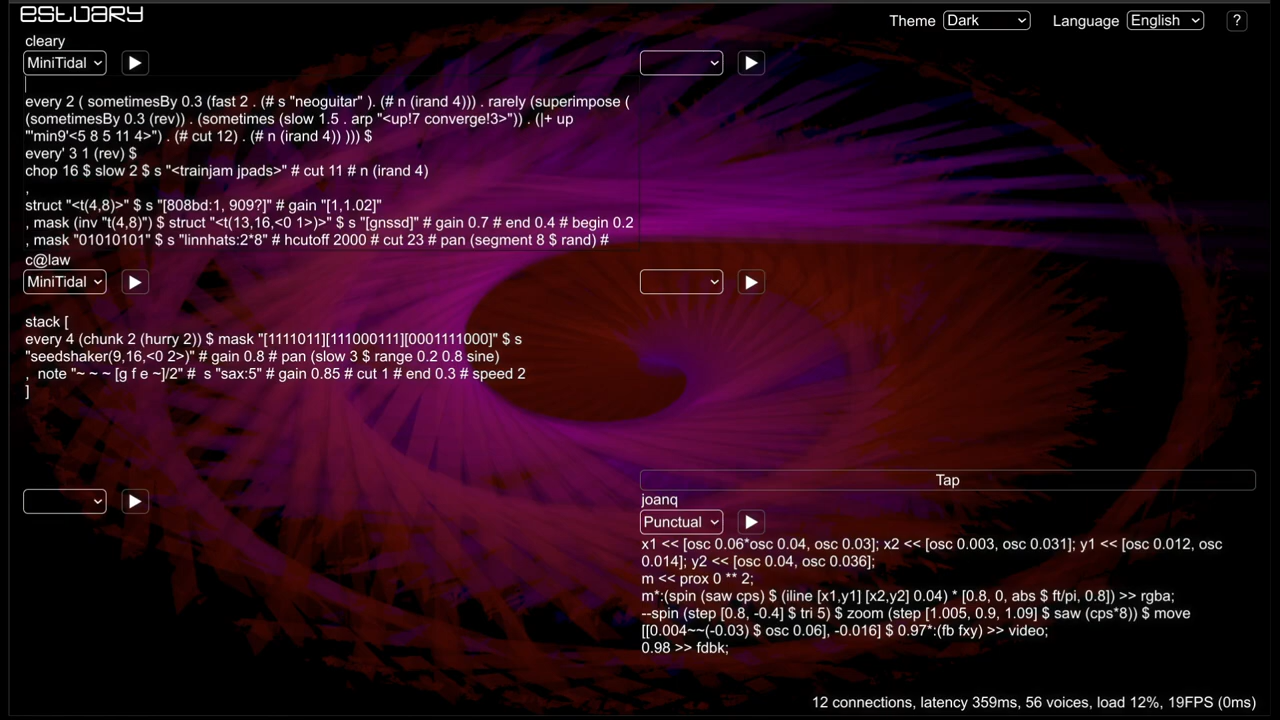 ESTUARY
Theme Dark Language English ?
cleary
MiniTidal
every 2 ( sometimesBy 0.3 (fast 2 . (# s "neoguitar" ). (# n (irand 4))) . rarely (superimpose (
(sometimesBy 0.3 (rev)) . (sometimes (slow 1.5 . arp "<up!7 converge!3>")) . (|+ up
"'min9'<5 8 5 11 4>") . (# cut 12) . (# n (irand 4)) ))) $
every' 3 1 (rev) $
chop 16 $ slow 2 $ s "<trainjam jpads>" # cut 11 # n (irand 4)
,
struct "<t(4,8)>" $ s "[808bd:1, 909?]" # gain "[1,1.02]"
, mask (inv "t(4,8)") $ struct "<t(13,16,<0 1>)>" $ s "[gnssd]" # gain 0.7 # end 0.4 # begin 0.2
, mask "01010101" $ s "linnhats:2*8" # hcutoff 2000 # cut 23 # pan (segment 8 $ rand) #
c@law
MiniTidal
stack [
every 4 (chunk 2 (hurry 2)) $ mask "[1111011][111000111][0001111000]" $ s
"seedshaker(9,16,<0 2>)" # gain 0.8 # pan (slow 3 $ range 0.2 0.8 sine)
, note "~ ~ ~ [g f e ~]/2" # s "sax:5" # gain 0.85 # cut 1 # end 0.3 # speed 2
]
Tap
joanq
Punctual
x1 << [osc 0.06*osc 0.04, osc 0.03]; x2 << [osc 0.003, osc 0.031]; y1 << [osc 0.012, osc
0.014]; y2 << [osc 0.04, osc 0.036];
m << prox 0 ** 2;
m*:(spin (saw cps) $ (iline [x1,y1] [x2,y2] 0.04) * [0.8, 0, abs $ ft/pi, 0.8]) >> rgba;
--spin (step [0.8, -0.4] $ tri 5) $ zoom (step [1.005, 0.9, 1.09] $ saw (cps*8)) $ move
[[0.004~~(-0.03) $ osc 0.06], -0.016] $ 0.97*:(fb fxy) >> video;
0.98 >> fdbk;
12 connections, latency 359ms, 56 voices, load 12%, 19FPS (0ms)